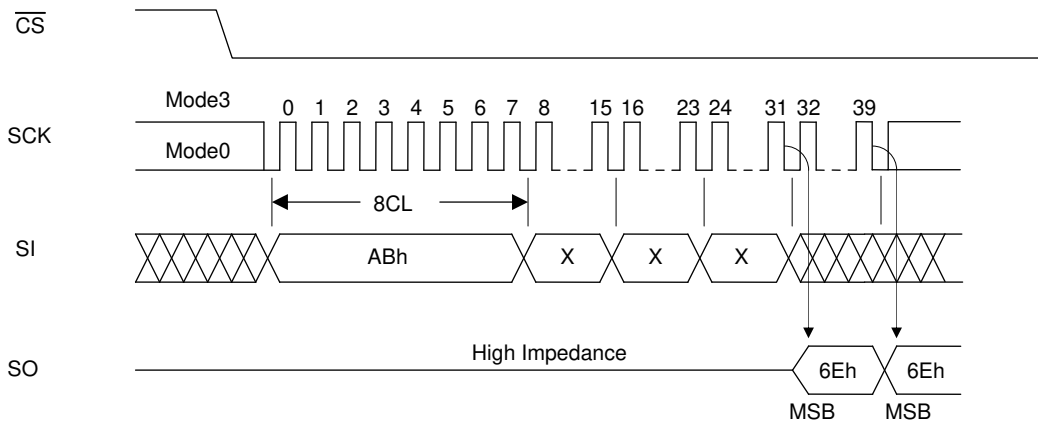 CS
Mode3
0 1 2 3 4 5 6 7 8 15 16 23 24 31 32 39
SCK
Mode0
8CL
SI
ABh X X X
High Impedance
SO
6Eh 6Eh
MSB MSB